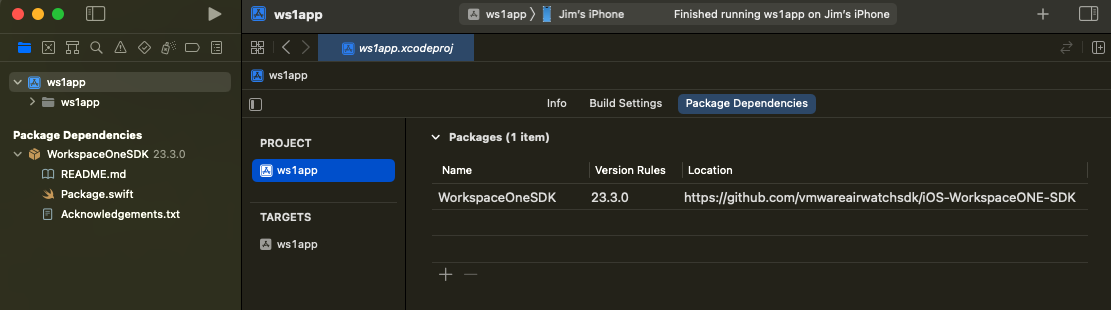 ws1app
ws1app 〉 Jim's iPhone
Finished running ws1app on Jim's iPhone
ws1app.xcodeproj
ws1app
ws1app
ws1app
Package Dependencies
WorkspaceOneSDK 23.3.0
README.md
Package.swift
Acknowledgements.txt
Info
Build Settings
Package Dependencies
PROJECT
ws1app
TARGETS
ws1app
Packages (1 item)
Name Version Rules Location
WorkspaceOneSDK 23.3.0 https://github.com/vmwareairwatchsdk/iOS-WorkspaceONE-SDK